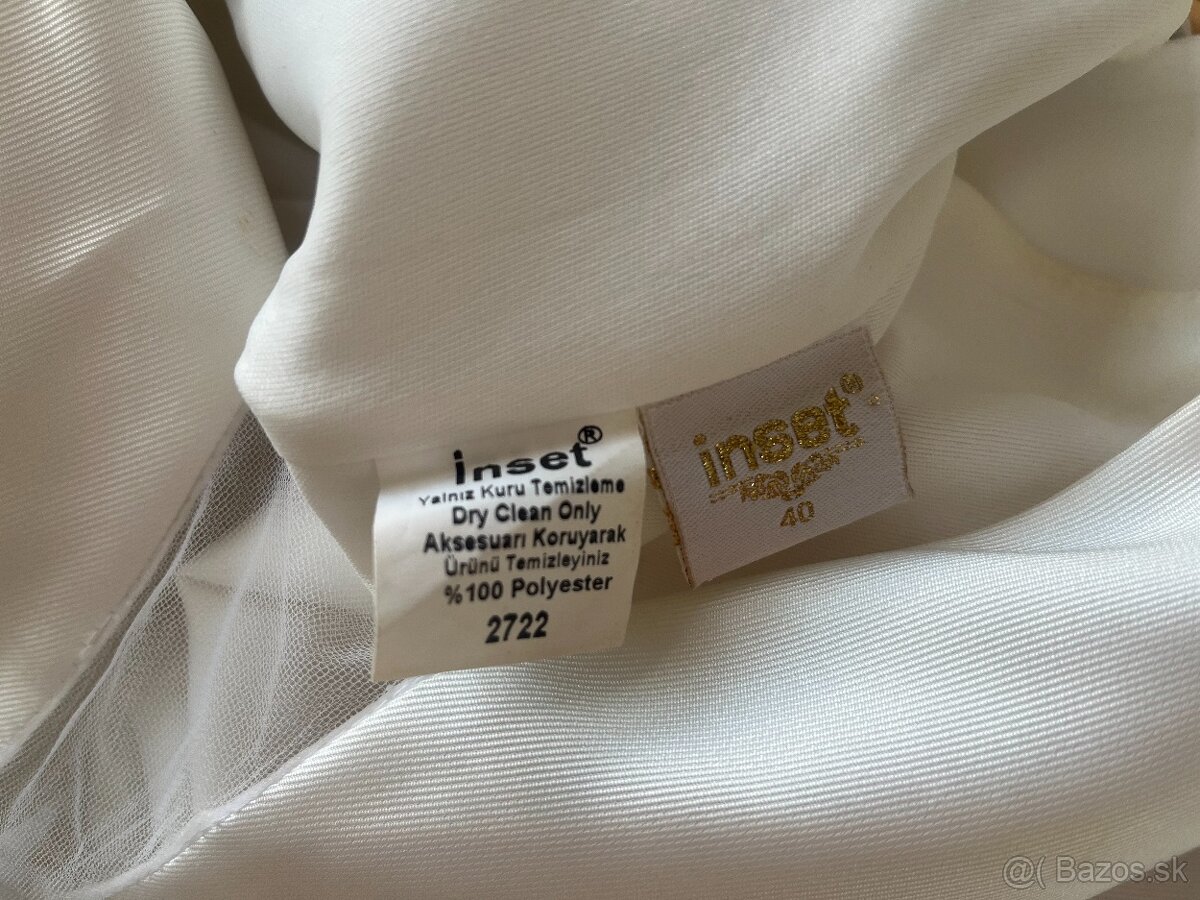 inset®
Yalnız Kuru Temizleme
Dry Clean Only
Aksesuarı Koruyarak
Ürünü Temizleyiniz
%100 Polyester
2722
inset®
40
@( Bazos.sk